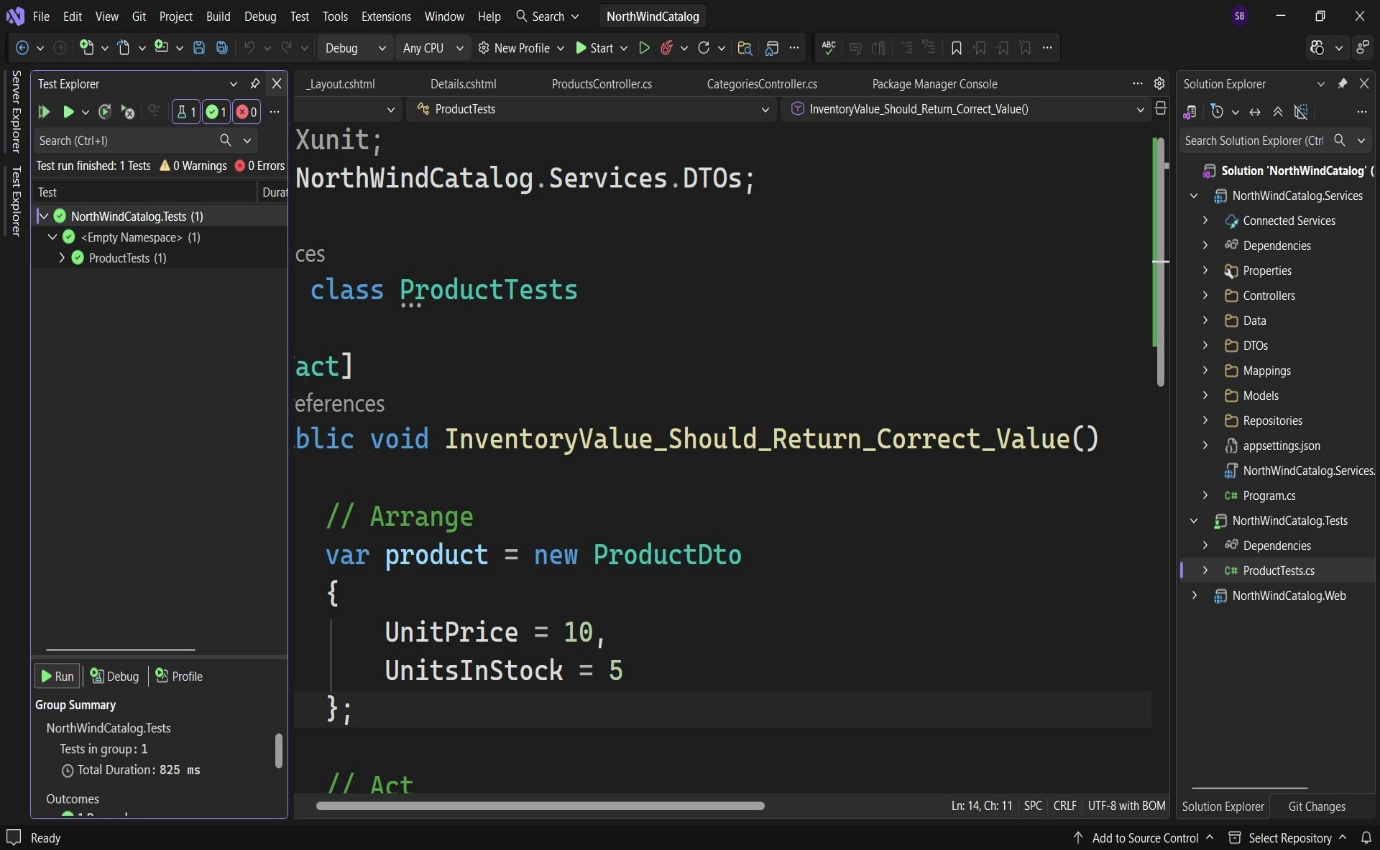 File Edit View Git Project Build Debug Test Tools Extensions Window Help Search NorthWindCatalog SB
Debug Any CPU New Profile Start
Server Explorer
Test Explorer
Test Explorer
1 1 0
Search (Ctrl+I)
Test run finished: 1 Tests 0 Warnings 0 Errors
Test Durat
NorthWindCatalog.Tests (1)
<Empty Namespace> (1)
ProductTests (1)
Run Debug Profile
Group Summary
NorthWindCatalog.Tests
Tests in group: 1
Total Duration: 825 ms
Outcomes
_Layout.cshtml Details.cshtml ProductsController.cs CategoriesController.cs Package Manager Console
ProductTests InventoryValue_Should_Return_Correct_Value()
Xunit;
NorthWindCatalog.Services.DTOs;
ces
class ProductTests
act]
eferences
blic void InventoryValue_Should_Return_Correct_Value()
// Arrange
var product = new ProductDto
{
UnitPrice = 10,
UnitsInStock = 5
};
// Act
Ln: 14, Ch: 11 SPC CRLF UTF-8 with BOM
Solution Explorer
Search Solution Explorer (Ctrl
Solution 'NorthWindCatalog' (
NorthWindCatalog.Services
Connected Services
Dependencies
Properties
Controllers
Data
DTOs
Mappings
Models
Repositories
appsettings.json
NorthWindCatalog.Services.
C# Program.cs
NorthWindCatalog.Tests
Dependencies
C# ProductTests.cs
NorthWindCatalog.Web
Solution Explorer Git Changes
Ready Add to Source Control Select Repository